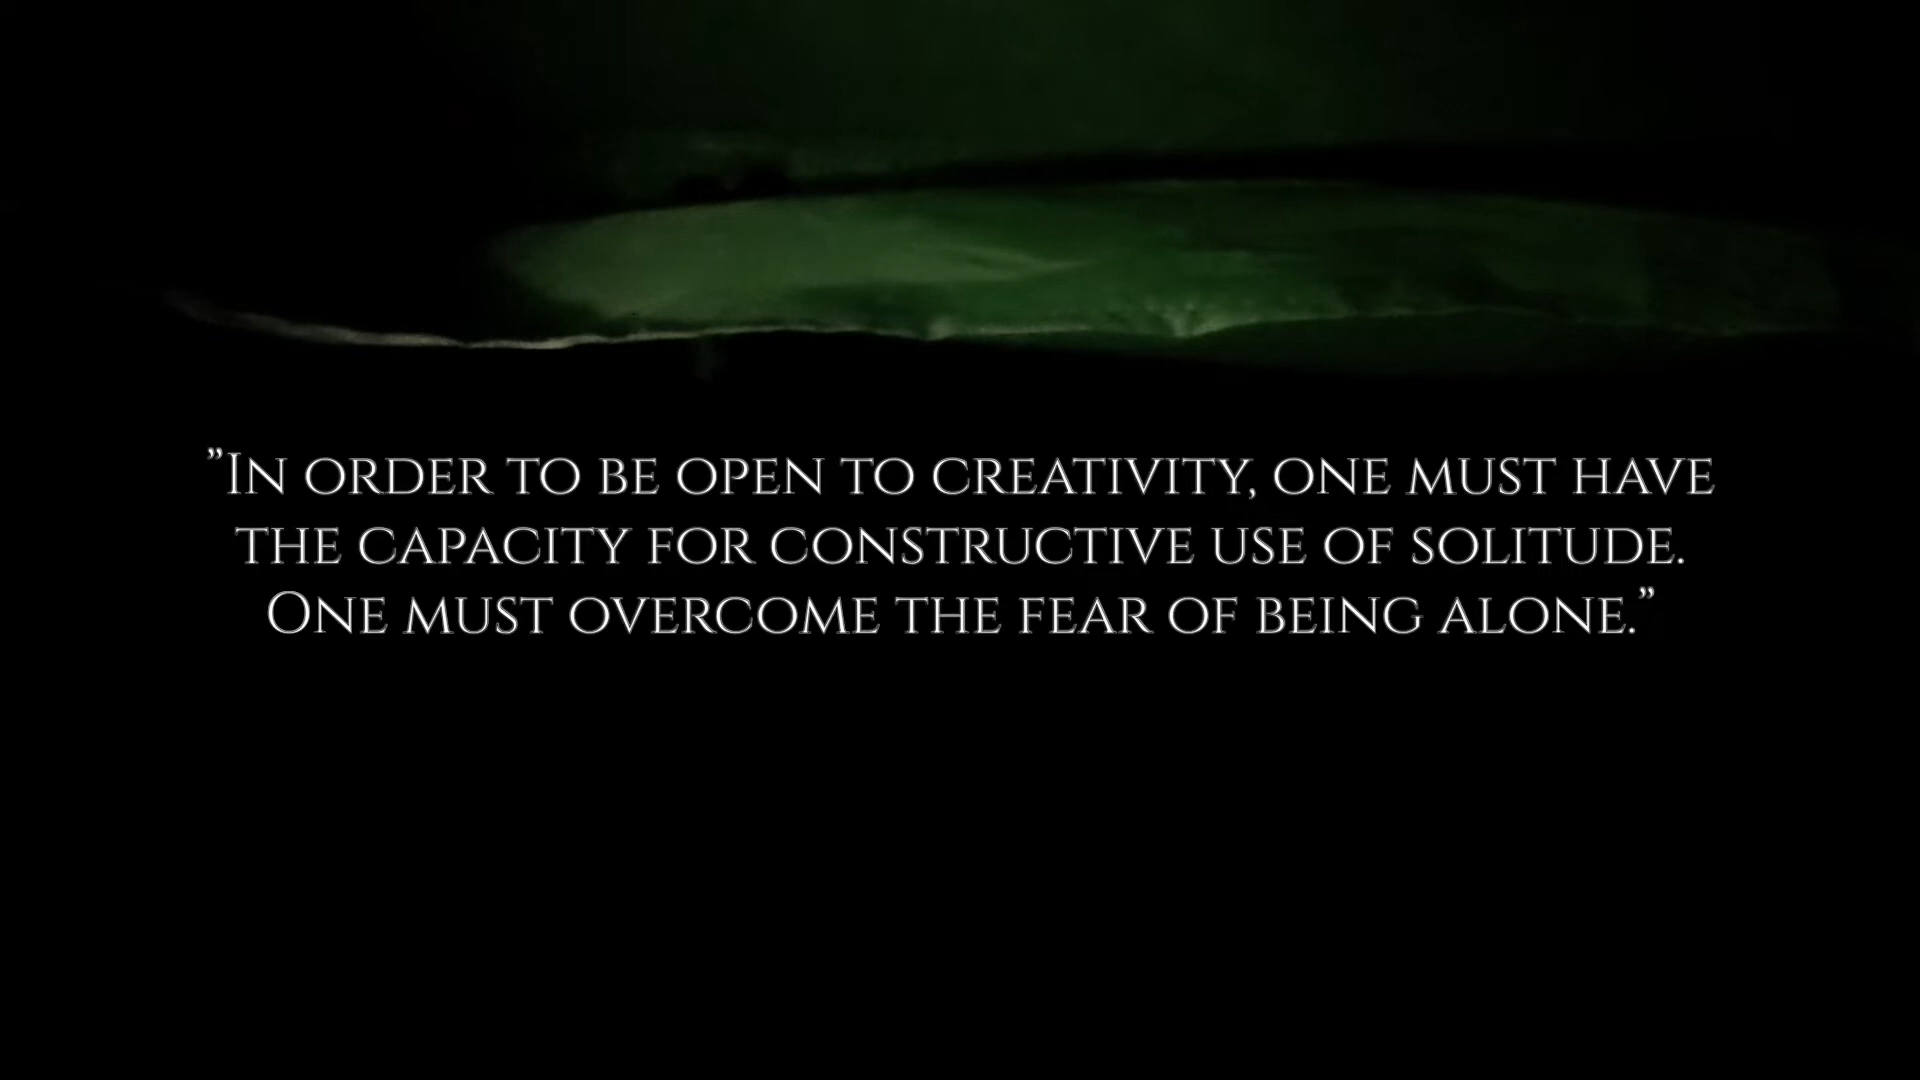 ”In order to be open to creativity, one must have
the capacity for constructive use of solitude.
One must overcome the fear of being alone.”